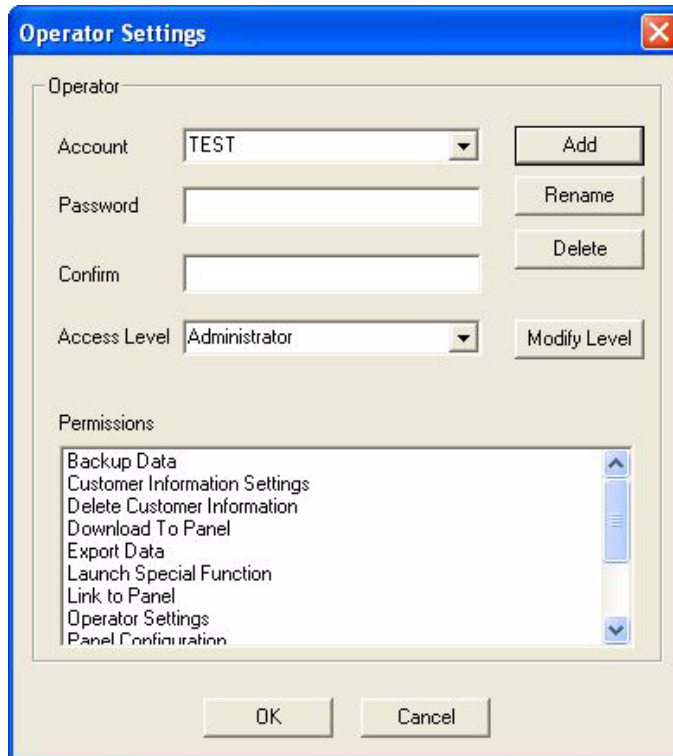 Operator Settings
Operator
Account TEST Add
Password Rename
Delete
Confirm
Access Level Administrator Modify Level
Permissions
Backup Data
Customer Information Settings
Delete Customer Information
Download To Panel
Export Data
Launch Special Function
Link to Panel
Operator Settings
Panel Configuration
OK Cancel